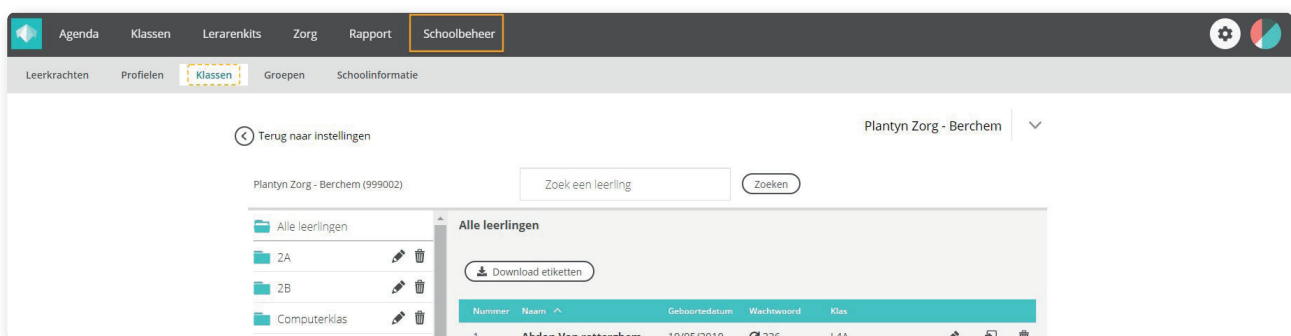 Agenda Klassen Lerarenkits Zorg Rapport Schoolbeheer
Leerkrachten Profielen Klassen Groepen Schoolinformatie
Terug naar instellingen
Plantyn Zorg - Berchem
Plantyn Zorg - Berchem (999002)
Zoek een leerling
Zoeken
Alle leerlingen
2A
2B
Computerklas
Alle leerlingen
Download etiketten
Nummer Naam Geboortedatum Wachtwoord Klas